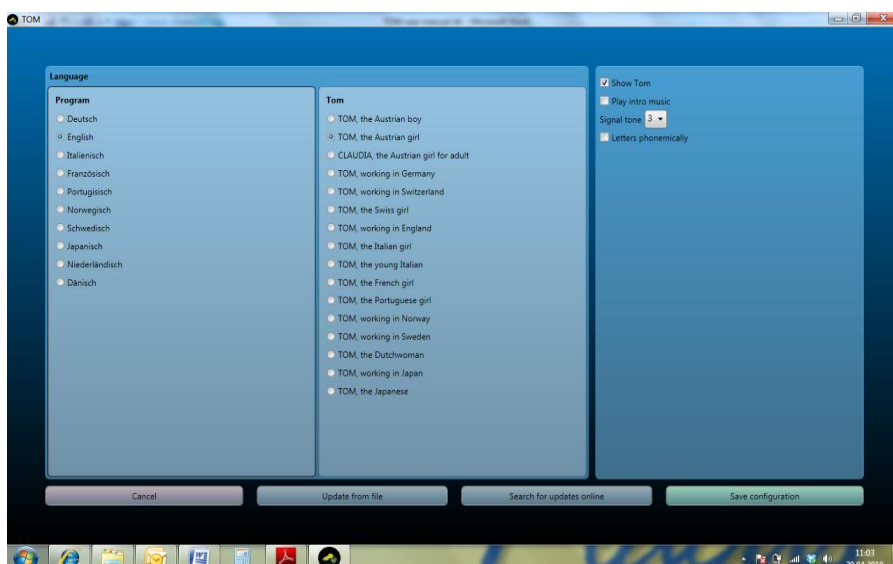 TOM
Language
Program
Deutsch
English
Italienisch
Französisch
Portugisisch
Norwegisch
Schwedisch
Japanisch
Niederländisch
Dänisch
Tom
TOM, the Austrian boy
TOM, the Austrian girl
CLAUDIA, the Austrian girl for adult
TOM, working in Germany
TOM, working in Switzerland
TOM, the Swiss girl
TOM, working in England
TOM, the Italian girl
TOM, the young Italian
TOM, the French girl
TOM, the Portuguese girl
TOM, working in Norway
TOM, working in Sweden
TOM, the Dutchwoman
TOM, working in Japan
TOM, the Japanese
Show Tom
Play intro music
Signal tone 3
Letters phonemically
Cancel
Update from file
Search for updates online
Save configuration
11:03